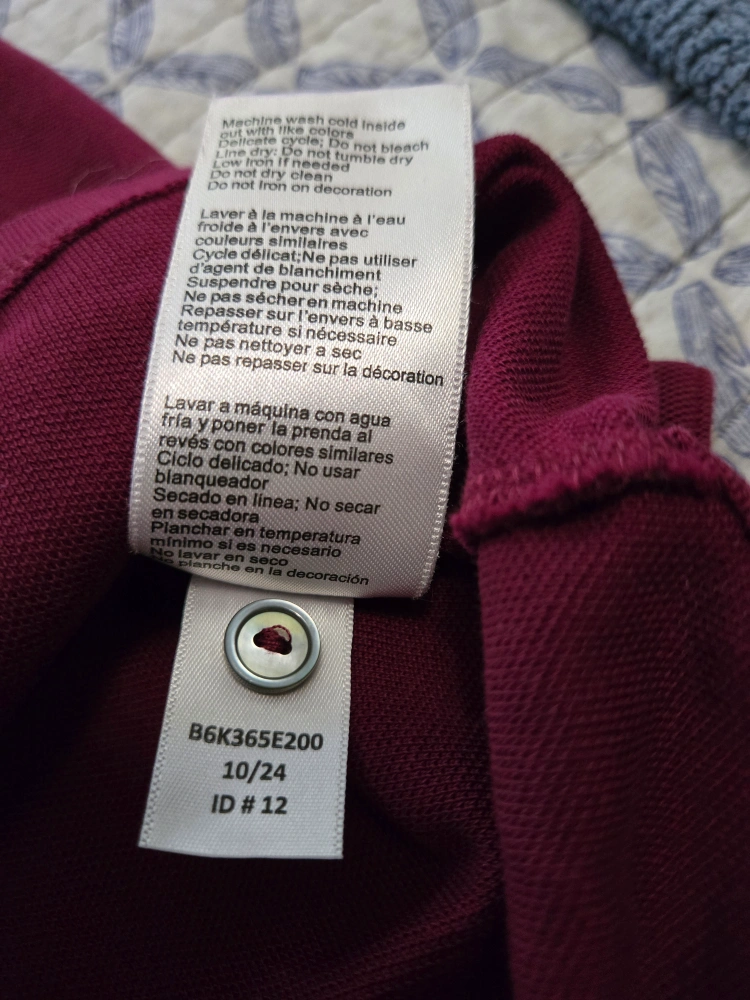 Machine wash cold inside
out with like colors
Delicate cycle; Do not bleach
Line dry: Do not tumble dry
Low iron if needed
Do not dry clean
Do not iron on decoration
Laver à la machine à l'eau
froide à l'envers avec
couleurs similaires
Cycle délicat;Ne pas utiliser
d'agent de blanchiment
Suspendre pour sèche;
Ne pas sécher en machine
Repasser sur l'envers à basse
température si nécessaire
Ne pas nettoyer a sec
Ne pas repasser sur la décoration
Lavar a máquina con agua
fría y poner la prenda al
revés con colores similares
Ciclo delicado; No usar
blanqueador
Secado en línea; No secar
en secadora
Planchar en temperatura
mínimo si es necesario
No lavar en seco
No planche en la decoración
B6K365E200
10/24
ID # 12